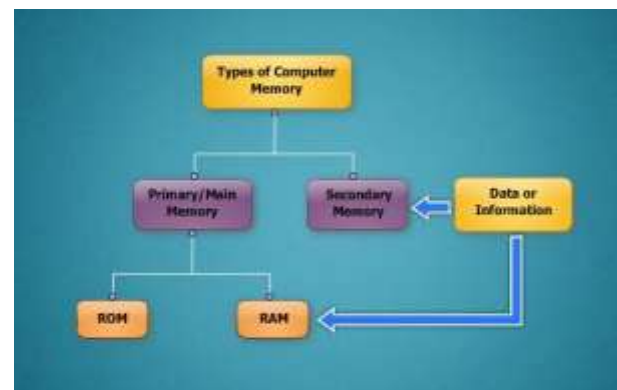 Types of Computer
Memory
Primary/Main
Memory
Secondary
Memory
Data or
Information
ROM
RAM